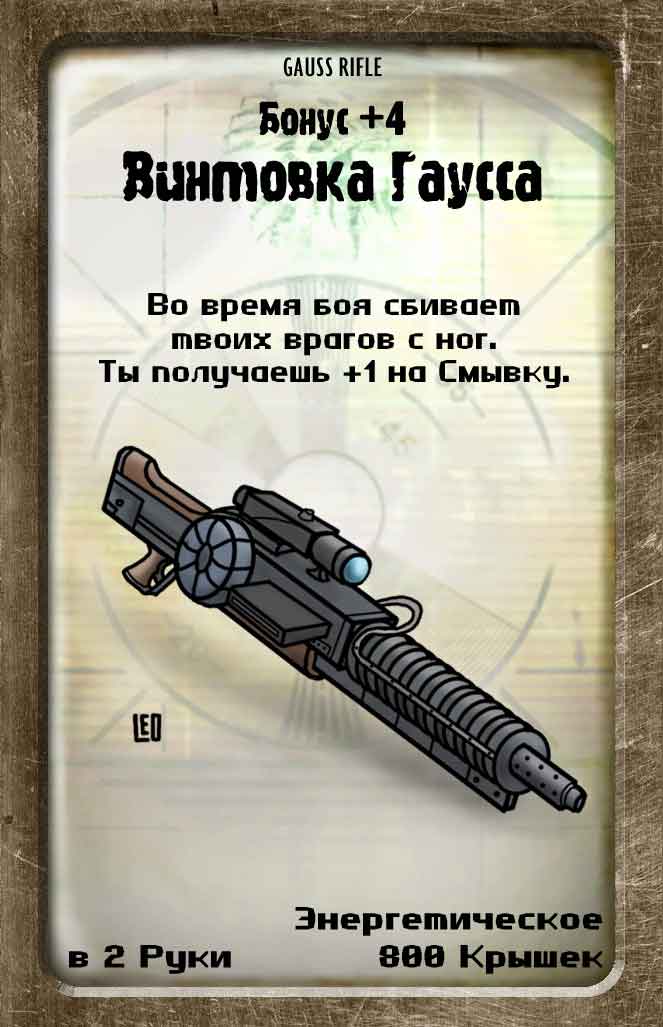 GAUSS RIFLE
Бонус +4
Винтовка Гаусса
Во время боя сбивает
твоих врагов с ног.
Ты получаешь +1 на Смывку.
LEO
Энергетическое
в 2 Руки 800 Крышек